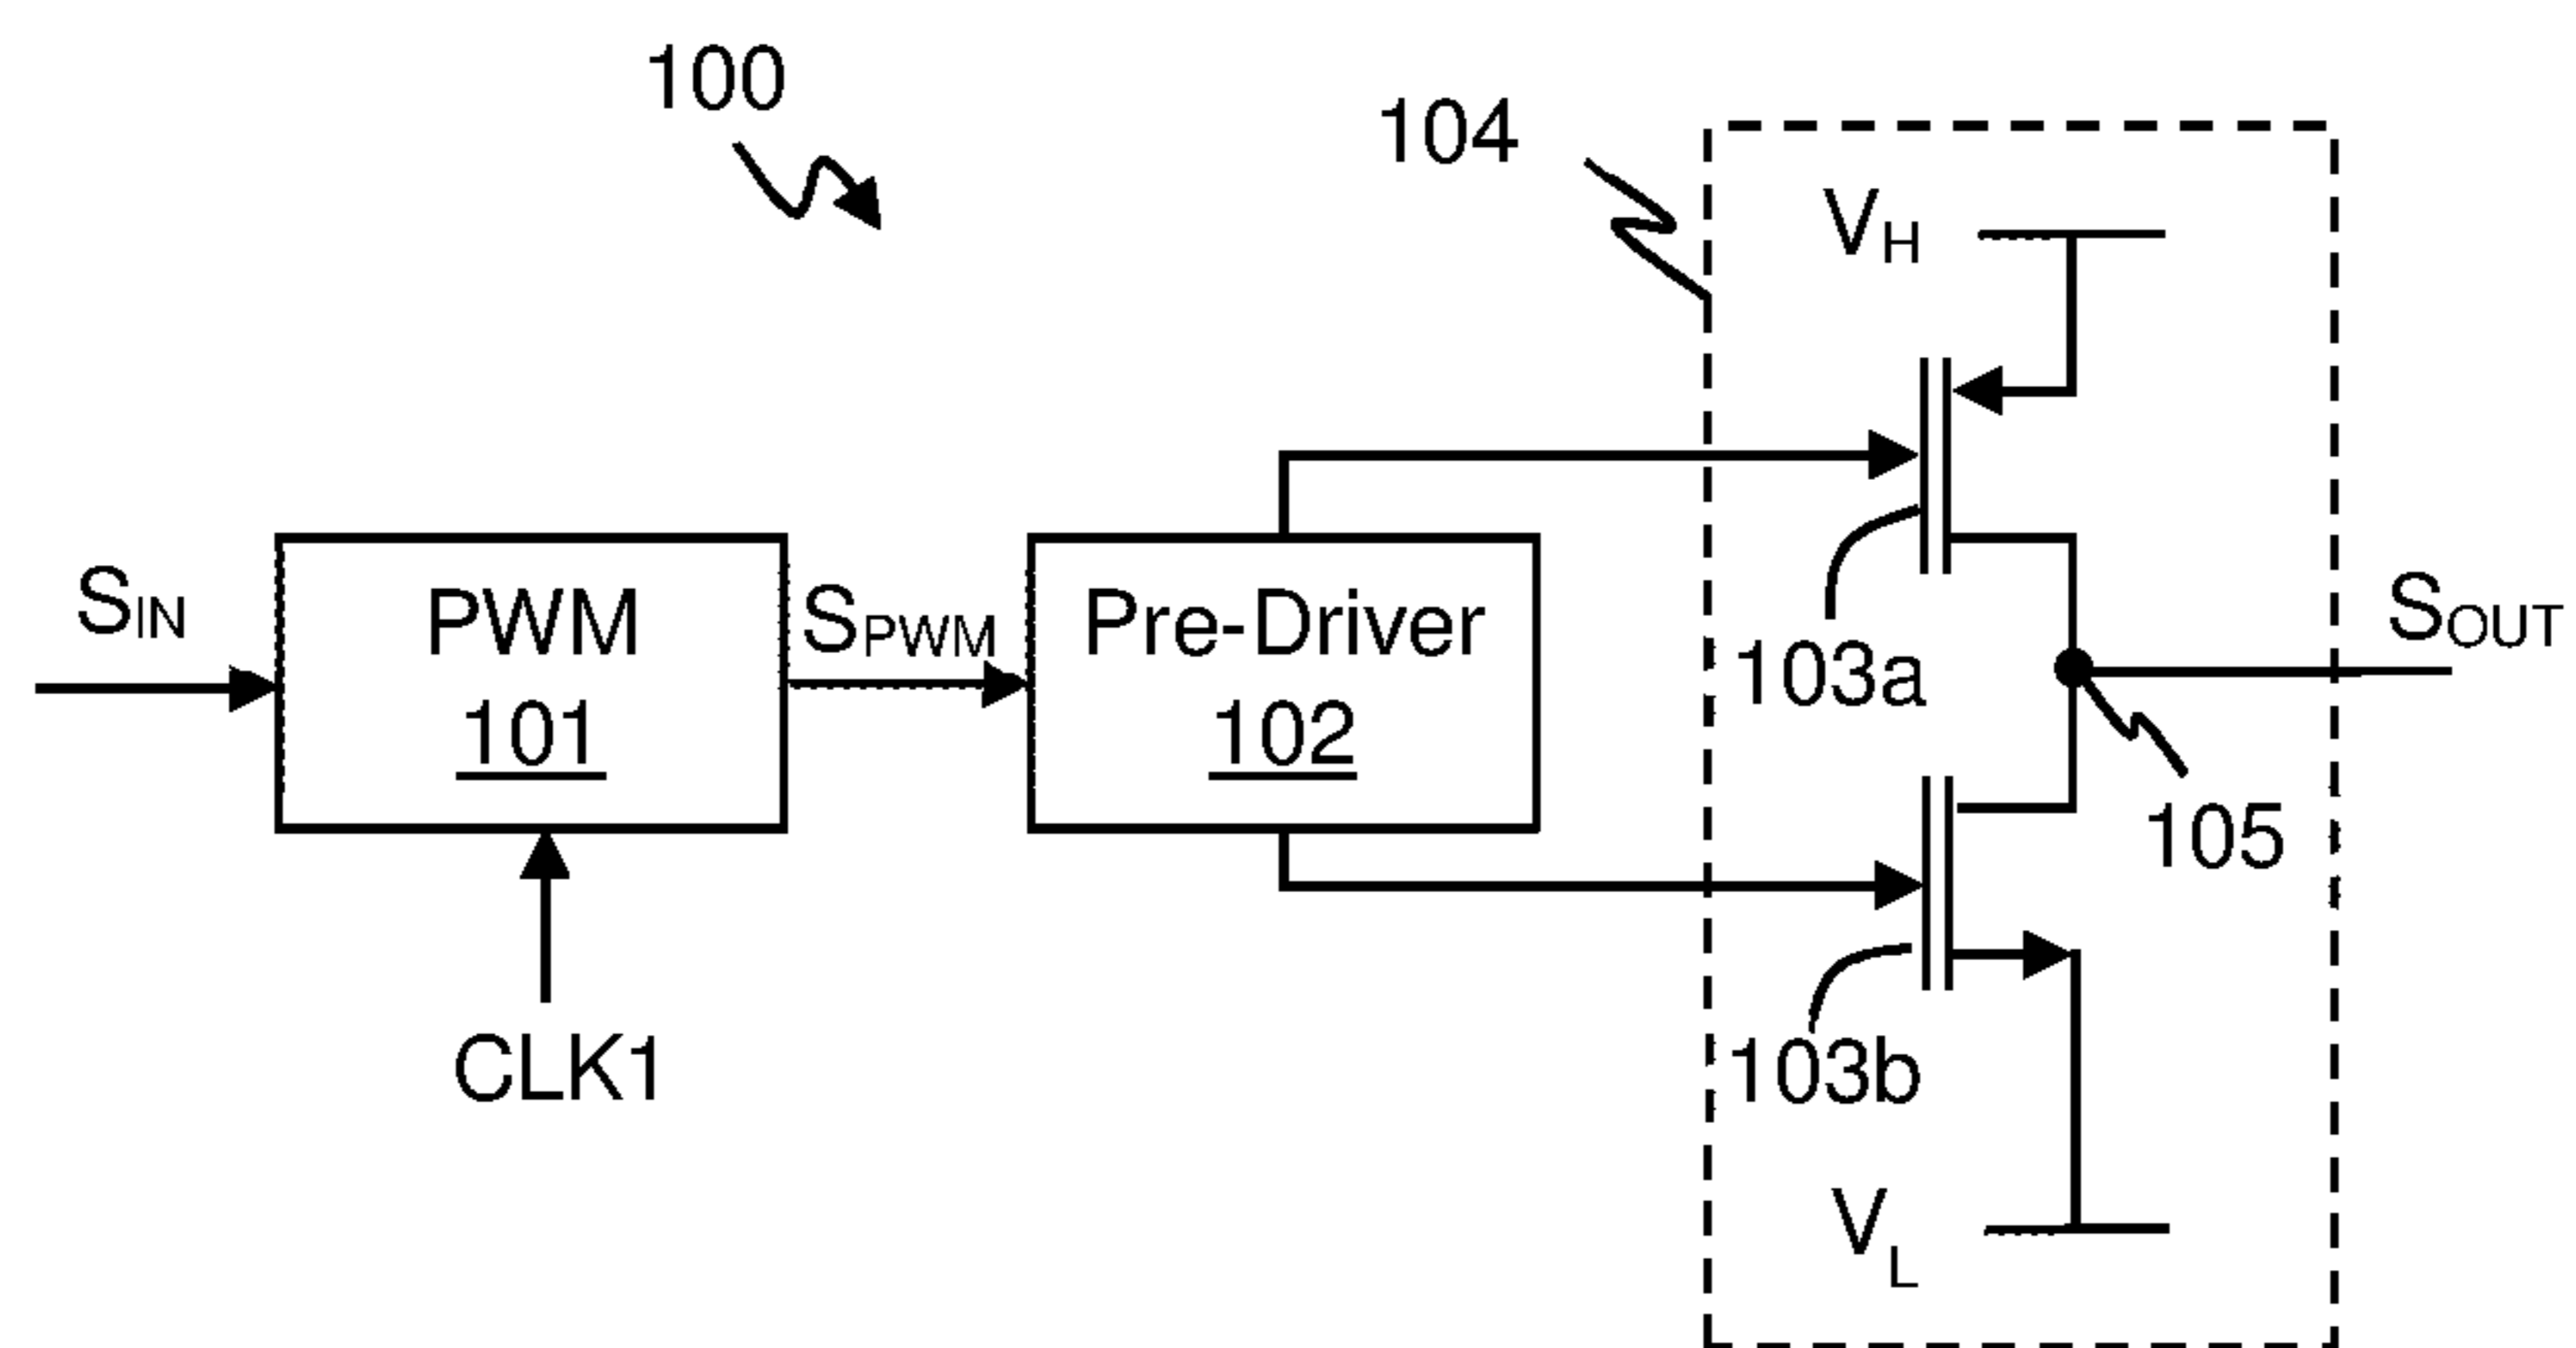 100
104
VH
SIN
PWM
101
SPWM
Pre-Driver
102
103a
SOUT
105
CLK1
103b
VL